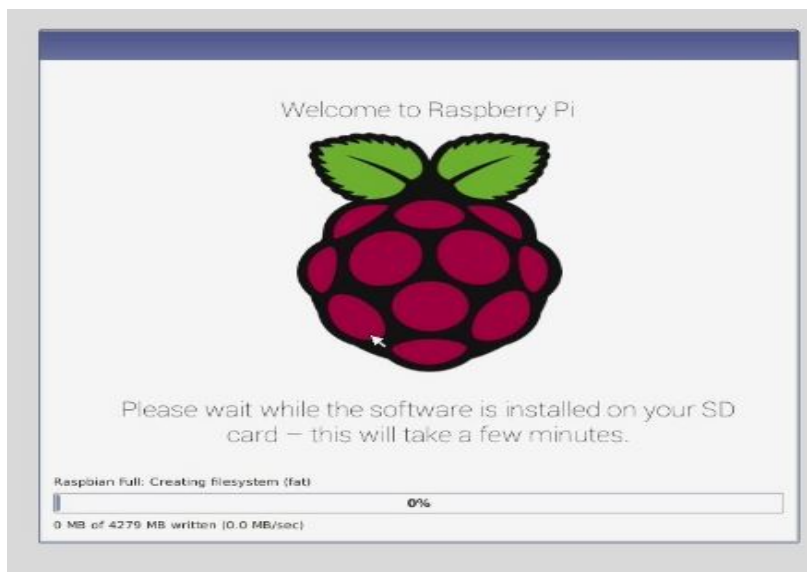 Welcome to Raspberry Pi
Please wait while the software is installed on your SD
card — this will take a few minutes.
Raspbian Full: Creating filesystem (fat)
0%
0 MB of 4279 MB written (0.0 MB/sec)